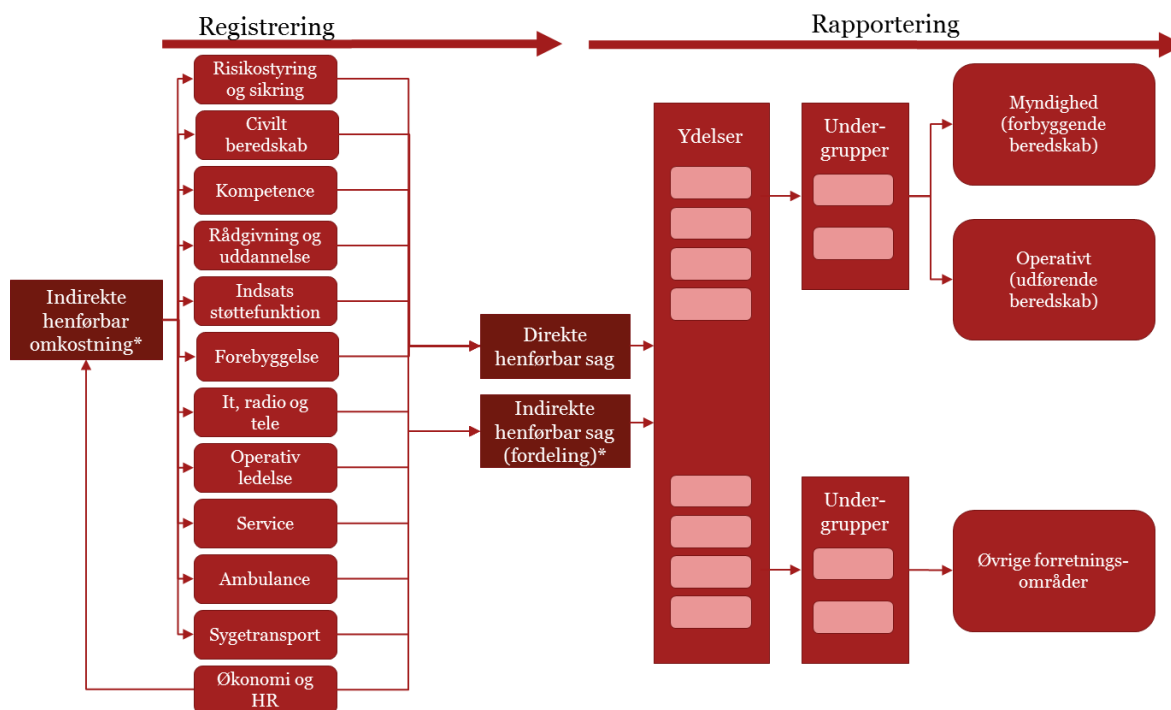 Registrering
Rapportering
Risikostyring
og sikring
Civilt
beredskab
Kompetence
Rådgivning og
uddannelse
Indsats
støttefunktion
Forebyggelse
It, radio og
tele
Operativ
ledelse
Service
Ambulance
Sygetransport
Økonomi og
HR
Indirekte
henførbar
omkostning*
Direkte
henførbar sag
Indirekte
henførbar sag
(fordeling)*
Ydelser
Under-
grupper
Under-
grupper
Myndighed
(forbyggende
beredskab)
Operativt
(udførende
beredskab)
Øvrige forretnings-
områder